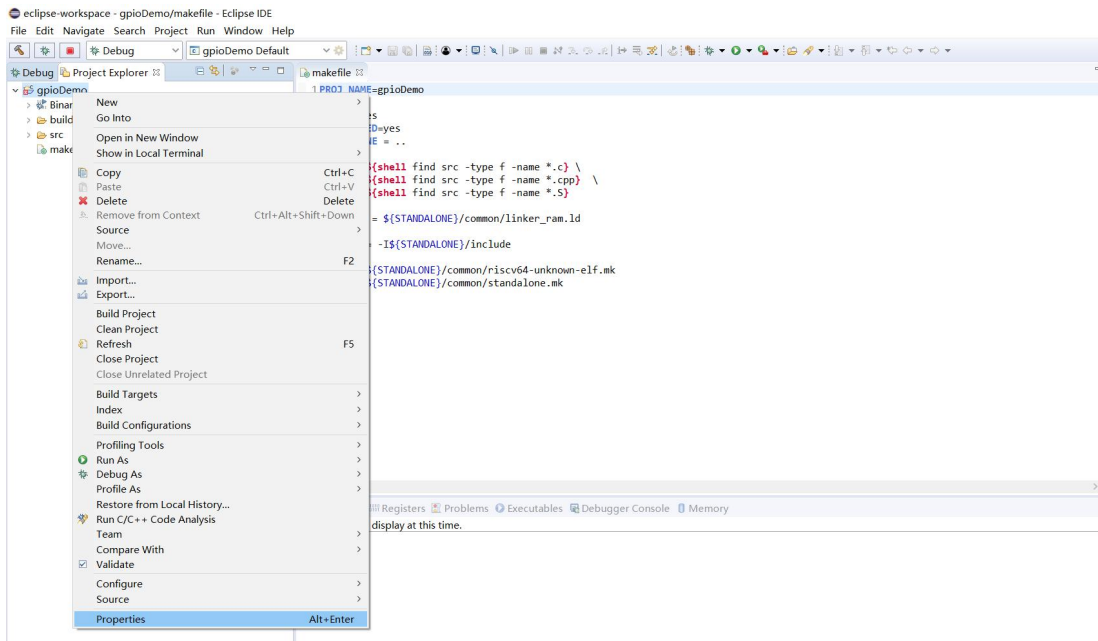 eclipse-workspace - gpioDemo/makefile - Eclipse IDE
File Edit Navigate Search Project Run Window Help
Debug gpioDemo Default
Debug Project Explorer makefile
gpioDemo 1 PROJ_NAME=gpioDemo
Binar
build
src
make
New
Go Into
Open in New Window
Show in Local Terminal
Copy Ctrl+C
Paste Ctrl+V
Delete Delete
Remove from Context Ctrl+Alt+Shift+Down
Source
Move...
Rename... F2
Import...
Export...
Build Project
Clean Project
Refresh F5
Close Project
Close Unrelated Project
Build Targets
Index
Build Configurations
Profiling Tools
Run As
Debug As
Profile As
Restore from Local History...
Run C/C++ Code Analysis
Team
Compare With
Validate
Configure
Source
Properties Alt+Enter
es
ED=yes
NE = ..
${shell find src -type f -name *.c} \
${shell find src -type f -name *.cpp} \
${shell find src -type f -name *.S}
= ${STANDALONE}/common/linker_ram.ld
= -I${STANDALONE}/include
${STANDALONE}/common/riscv64-unknown-elf.mk
${STANDALONE}/common/standalone.mk
Registers Problems Executables Debugger Console Memory
display at this time.